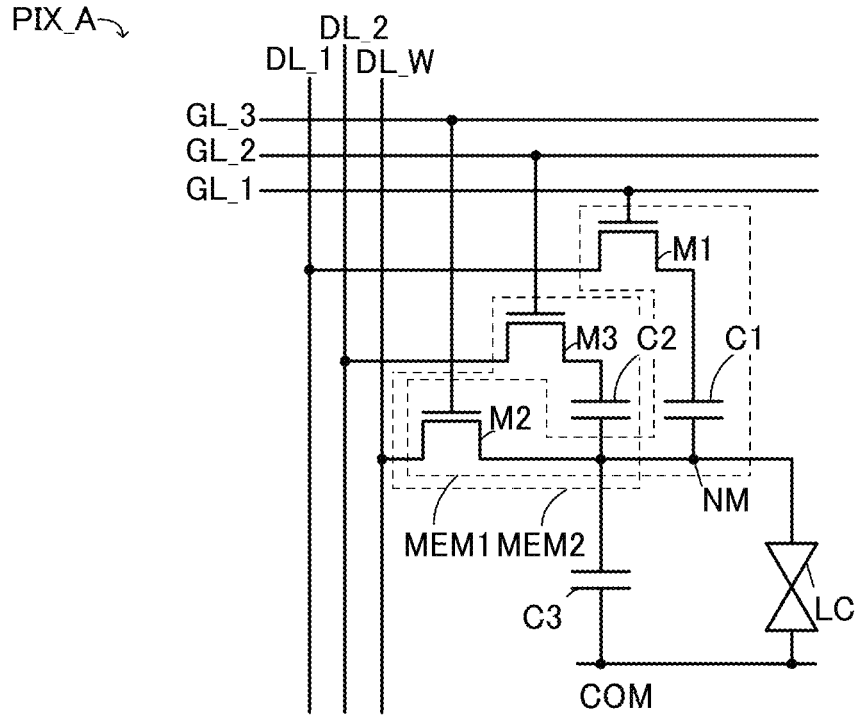 PIX_A
DL_2
DL_1
DL_W
GL_3
GL_2
GL_1
M1
M3
C2
C1
M2
NM
MEM1
MEM2
C3
LC
COM